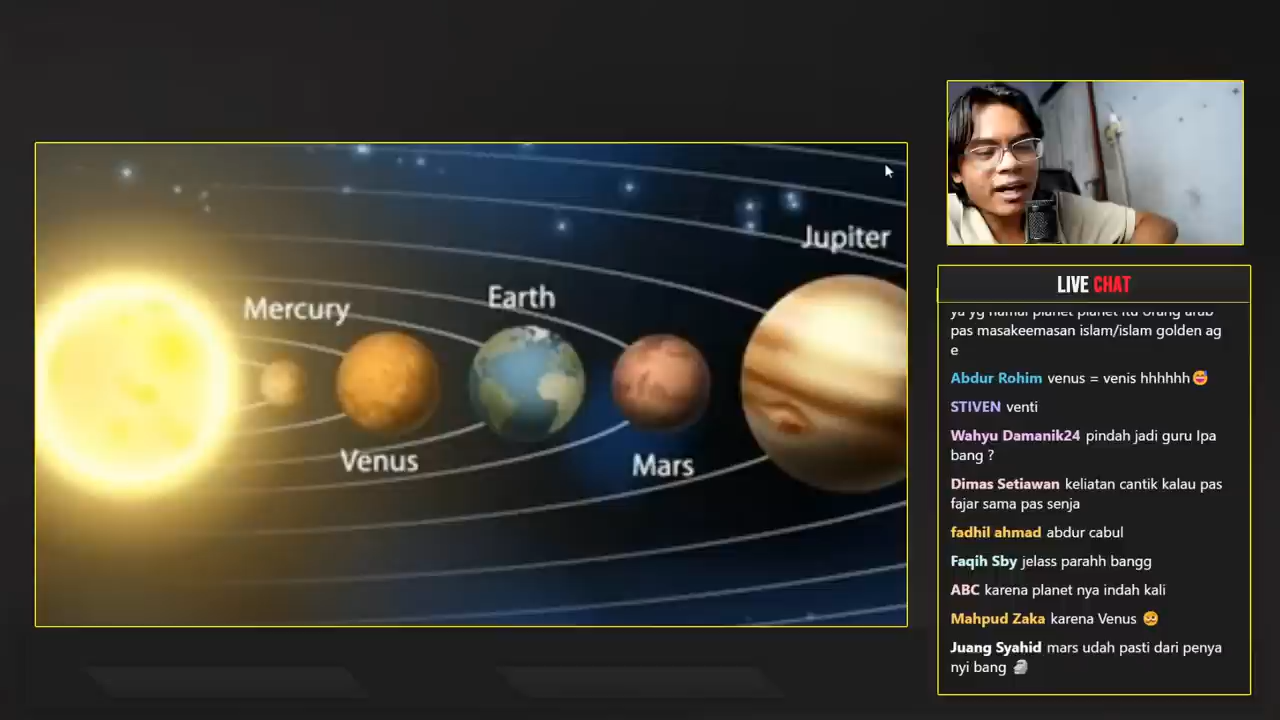 Mercury
Venus
Earth
Mars
Jupiter
LIVE CHAT
ya yg namai planet planet itu orang arab
pas masakeemasan islam/islam golden ag
e
Abdur Rohim venus = venis hhhhhh😅
STIVEN venti
Wahyu Damanik24 pindah jadi guru Ipa
bang ?
Dimas Setiawan keliatan cantik kalau pas
fajar sama pas senja
fadhil ahmad abdur cabul
Faqih Sby jelass parahh bangg
ABC karena planet nya indah kali
Mahpud Zaka karena Venus 🥴
Juang Syahid mars udah pasti dari penya
nyi bang 🗿